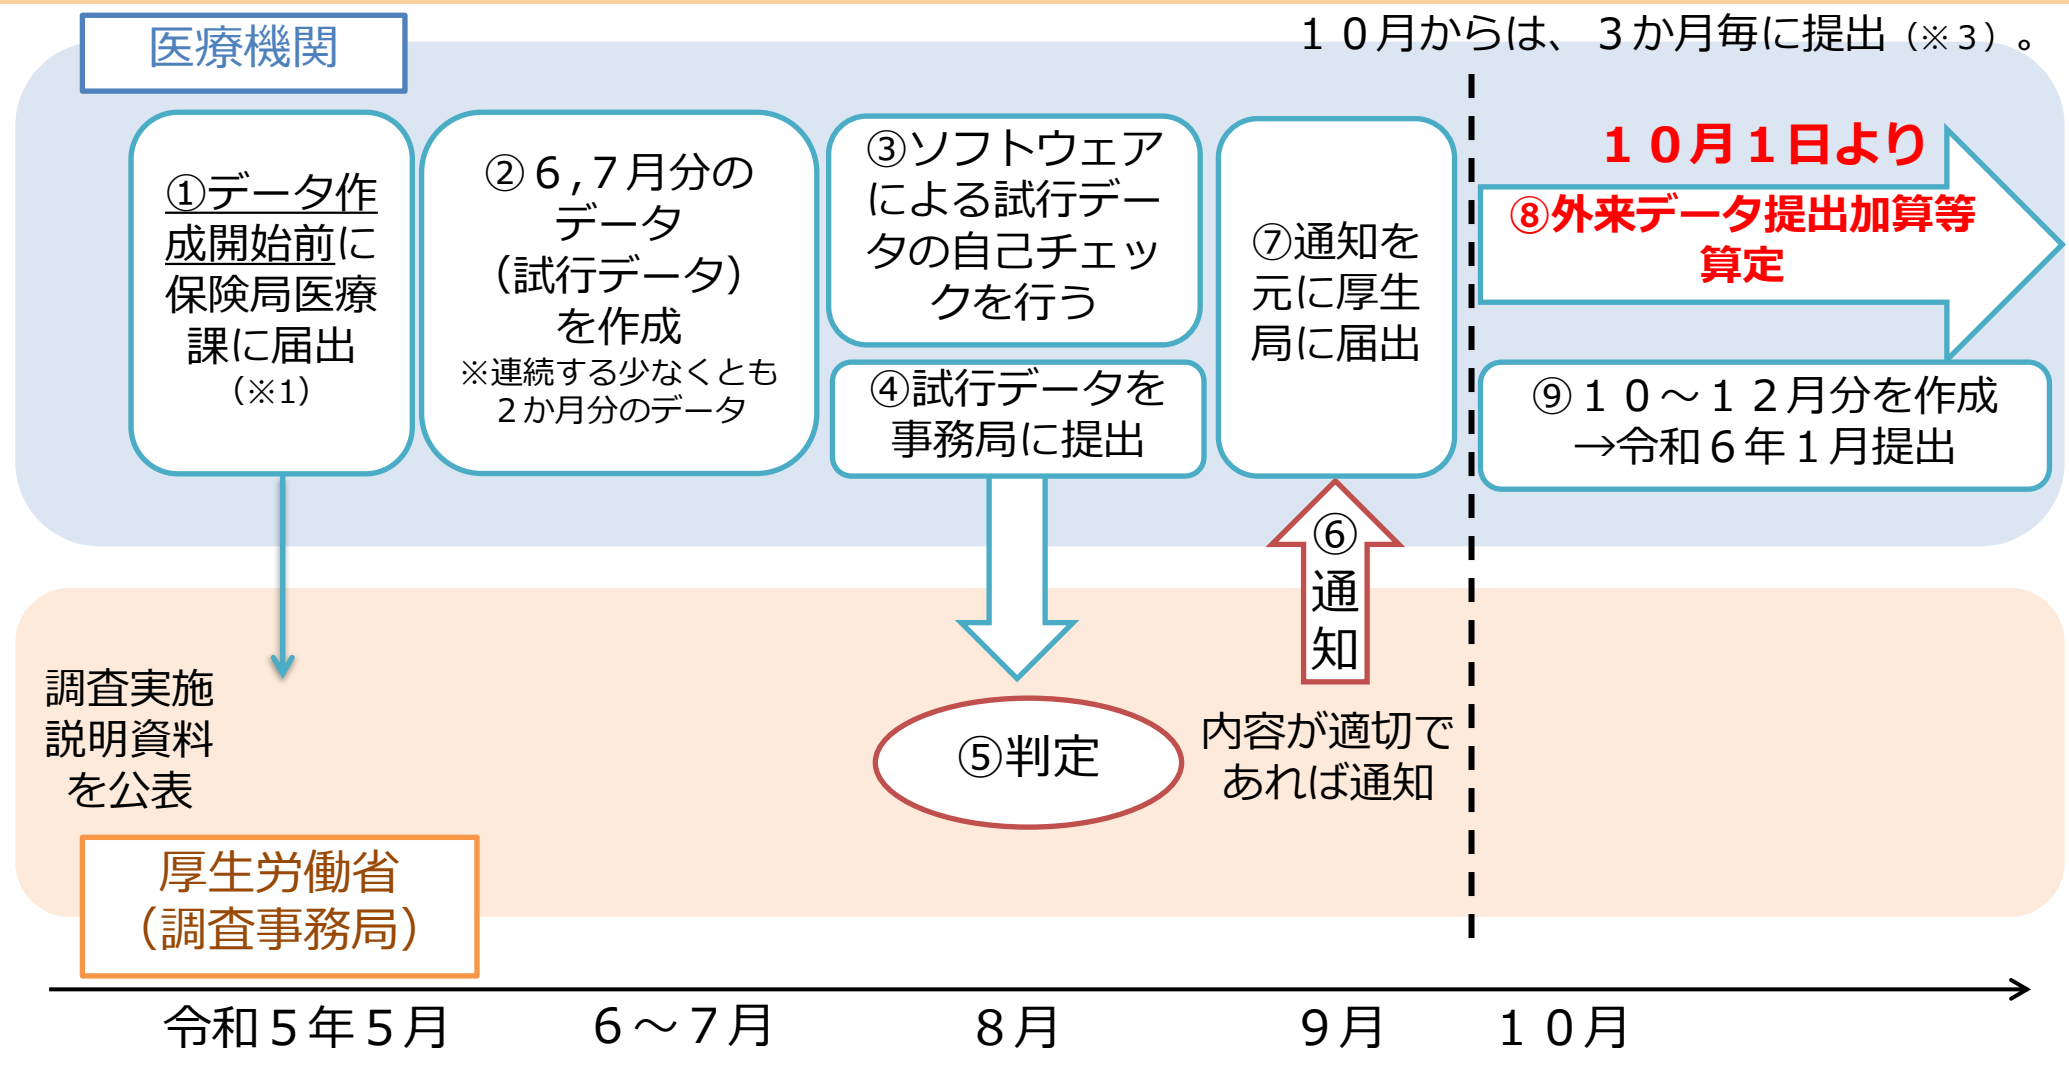 医療機関
１０月からは、３か月毎に提出（※３）。
①データ作
成開始前に
保険局医療
課に届出
（※1）
②６,７月分の
データ
（試行データ）
を作成
※連続する少なくとも
２か月分のデータ
③ソフトウェア
による試行デー
タの自己チェッ
クを行う
④試行データを
事務局に提出
⑦通知を
元に厚生
局に届出
１０月１日より
⑧外来データ提出加算等
算定
⑨１０～１２月分を作成
→令和６年１月提出
⑥
通
知
調査実施
説明資料
を公表
⑤判定
内容が適切で
あれば通知
厚生労働省
（調査事務局）
令和５年５月
６～７月
８月
９月
１０月